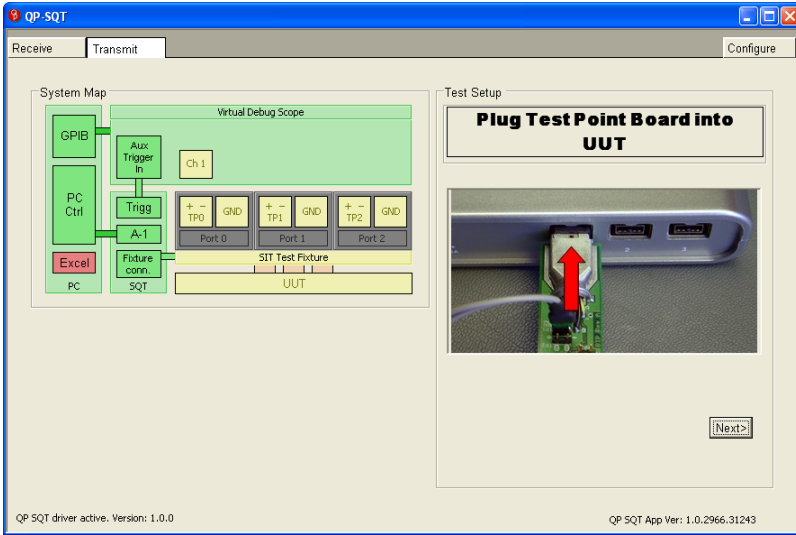 QP-SQT
Receive
Transmit
Configure
System Map
Virtual Debug Scope
GPIB
Aux
Trigger
In
Ch 1
PC
Ctrl
Trigg
A-1
+ -
TP0
GND
+ -
TP1
GND
+ -
TP2
GND
Port 0
Port 1
Port 2
Excel
Fixture
conn.
SIT Test Fixture
UUT
PC
SQT
Test Setup
Plug Test Point Board into
UUT
2
3
Next>
QP SQT driver active. Version: 1.0.0
QP SQT App Ver: 1.0.2966.31243